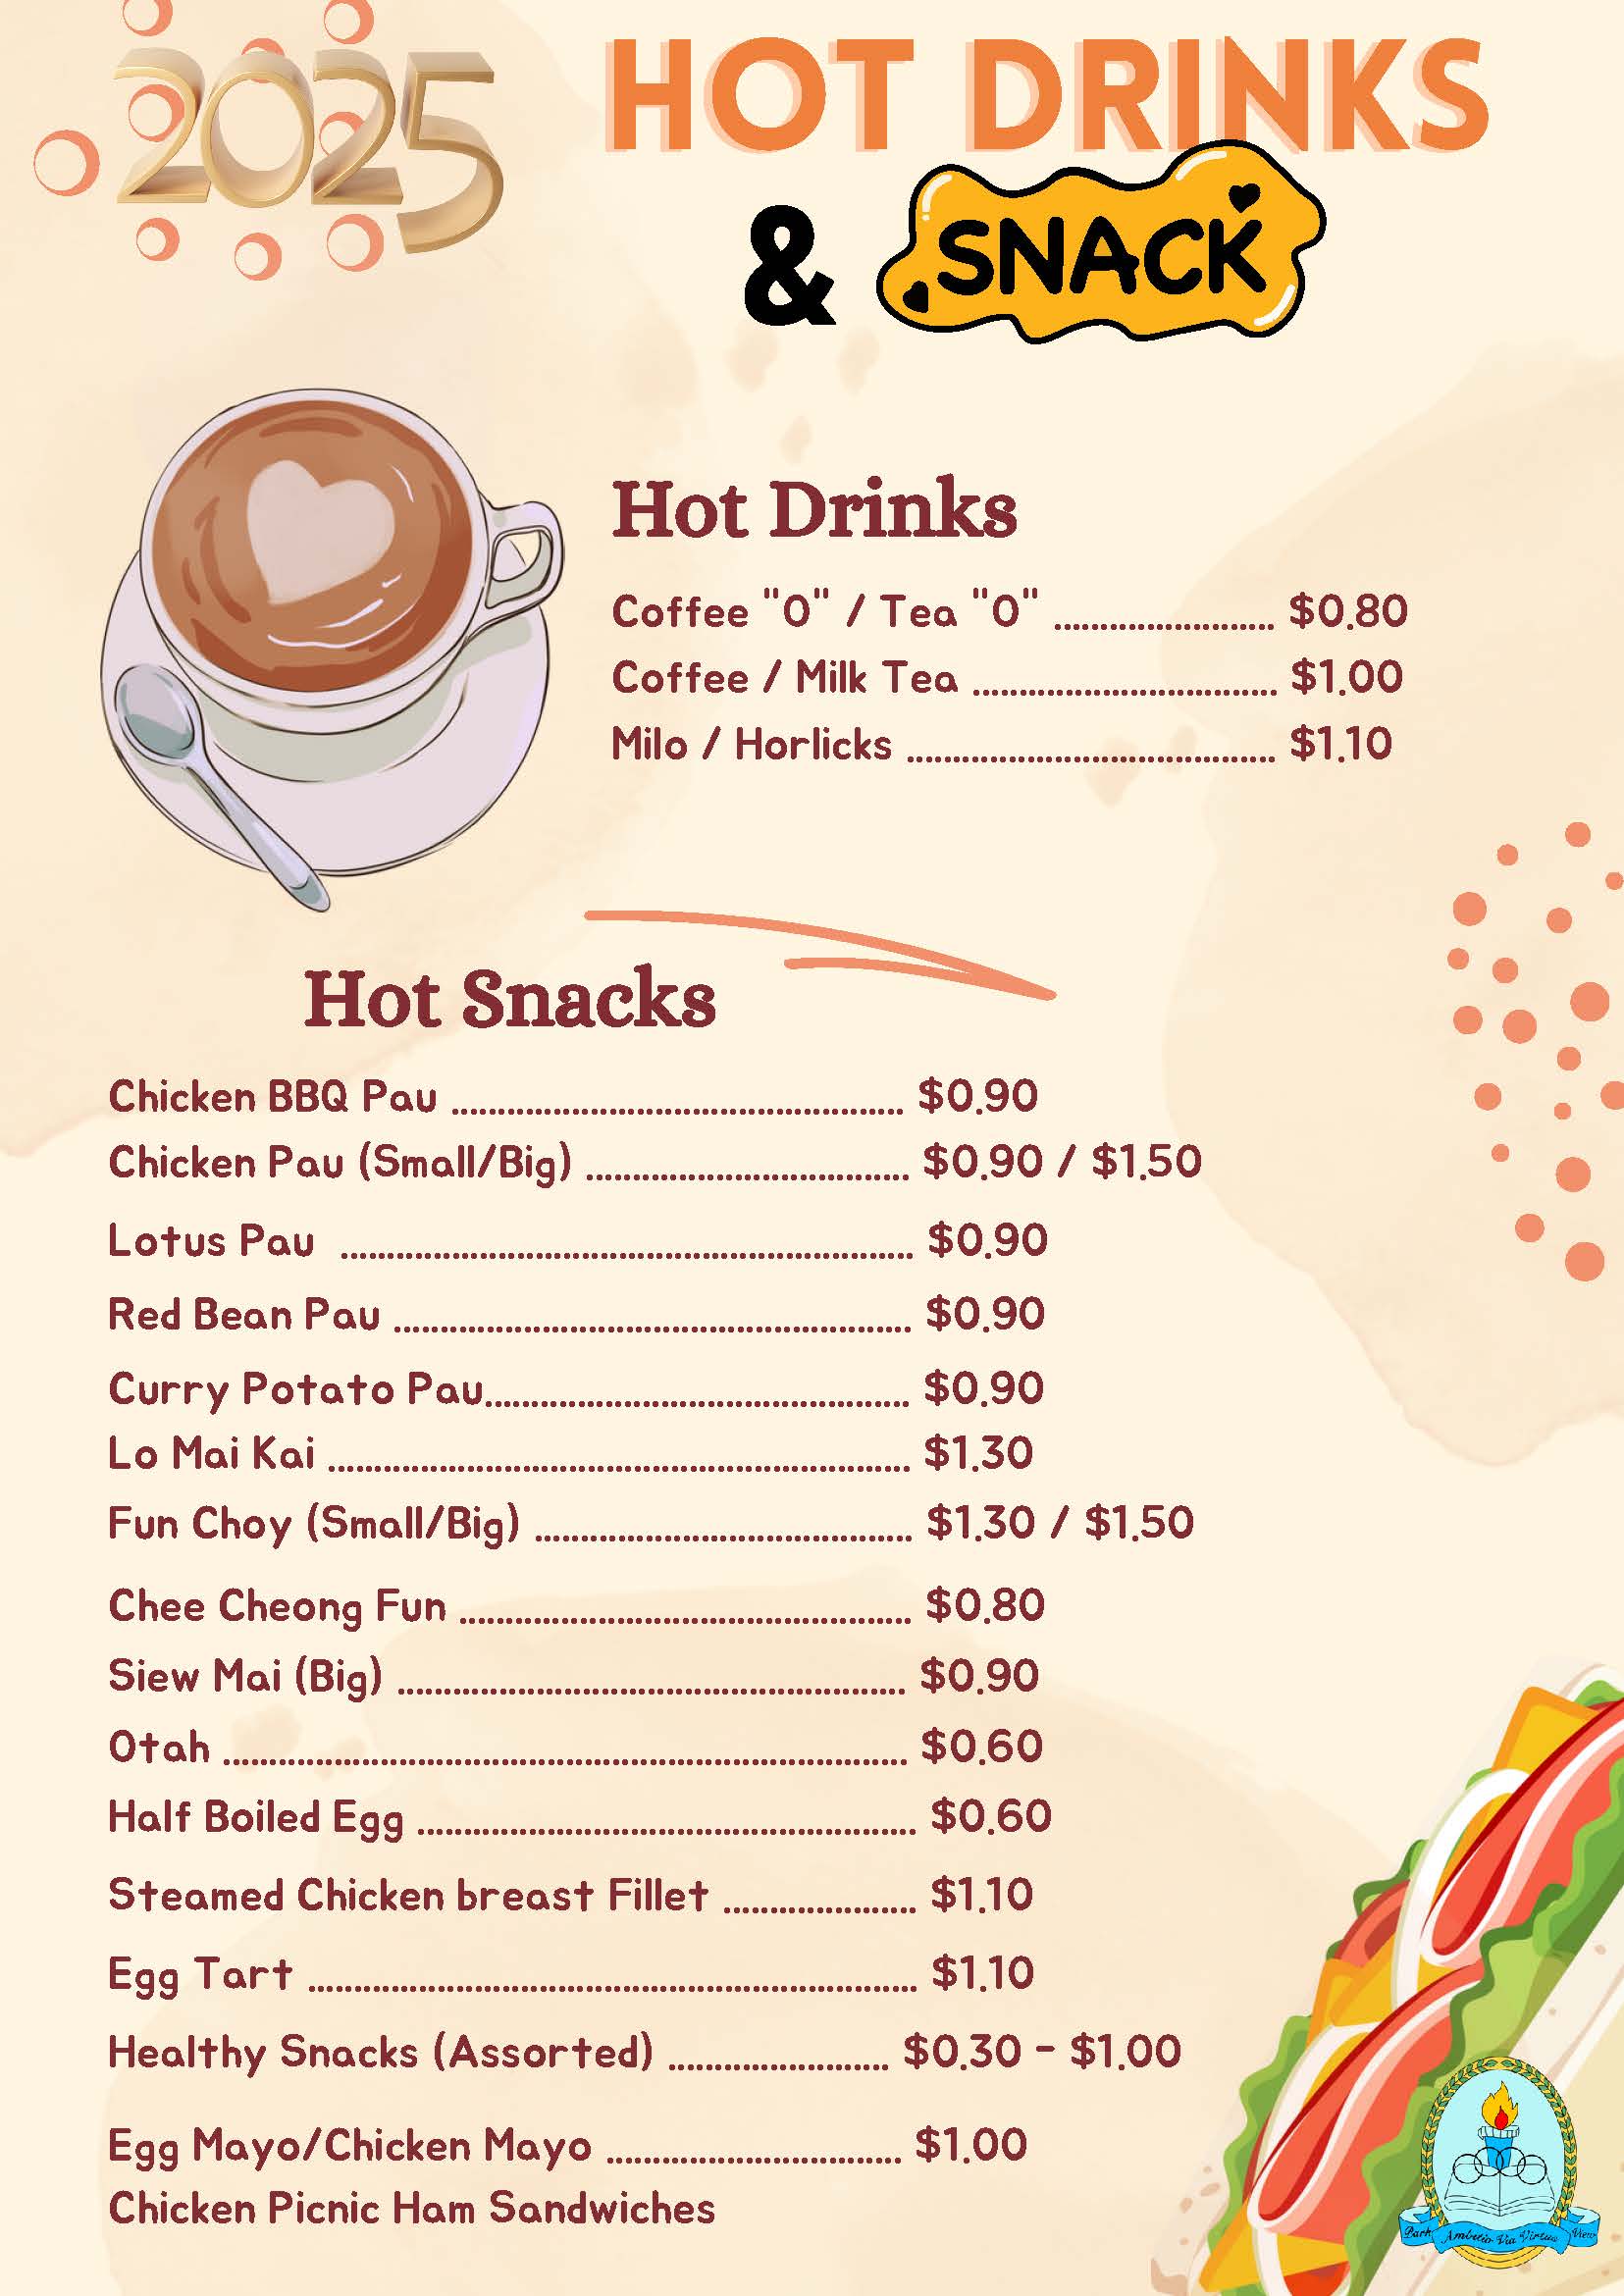 2025
HOT DRINKS
& SNACK
Hot Drinks
Coffee "O" / Tea "O" ........................ $0.80
Coffee / Milk Tea ................................. $1.00
Milo / Horlicks ........................................ $1.10
Hot Snacks
Chicken BBQ Pau ................................................. $0.90
Chicken Pau (Small/Big) ................................... $0.90 / $1.50
Lotus Pau .............................................................. $0.90
Red Bean Pau ........................................................ $0.90
Curry Potato Pau.............................................. $0.90
Lo Mai Kai ............................................................... $1.30
Fun Choy (Small/Big) ......................................... $1.30 / $1.50
Chee Cheong Fun ................................................. $0.80
Siew Mai (Big) ....................................................... $0.90
Otah .......................................................................... $0.60
Half Boiled Egg ...................................................... $0.60
Steamed Chicken breast Fillet ..................... $1.10
Egg Tart .................................................................. $1.10
Healthy Snacks (Assorted) ........................ $0.30 - $1.00
Egg Mayo/Chicken Mayo ................................ $1.00
Chicken Picnic Ham Sandwiches
Park Ambitio Via Virtus View